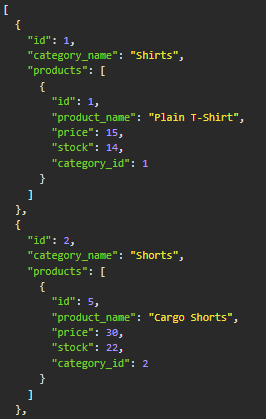 [
  {
    "id": 1,
    "category_name": "Shirts",
    "products": [
      {
        "id": 1,
        "product_name": "Plain T-Shirt",
        "price": 15,
        "stock": 14,
        "category_id": 1
      }
    ]
  },
  {
    "id": 2,
    "category_name": "Shorts",
    "products": [
      {
        "id": 5,
        "product_name": "Cargo Shorts",
        "price": 30,
        "stock": 22,
        "category_id": 2
      }
    ]
  },